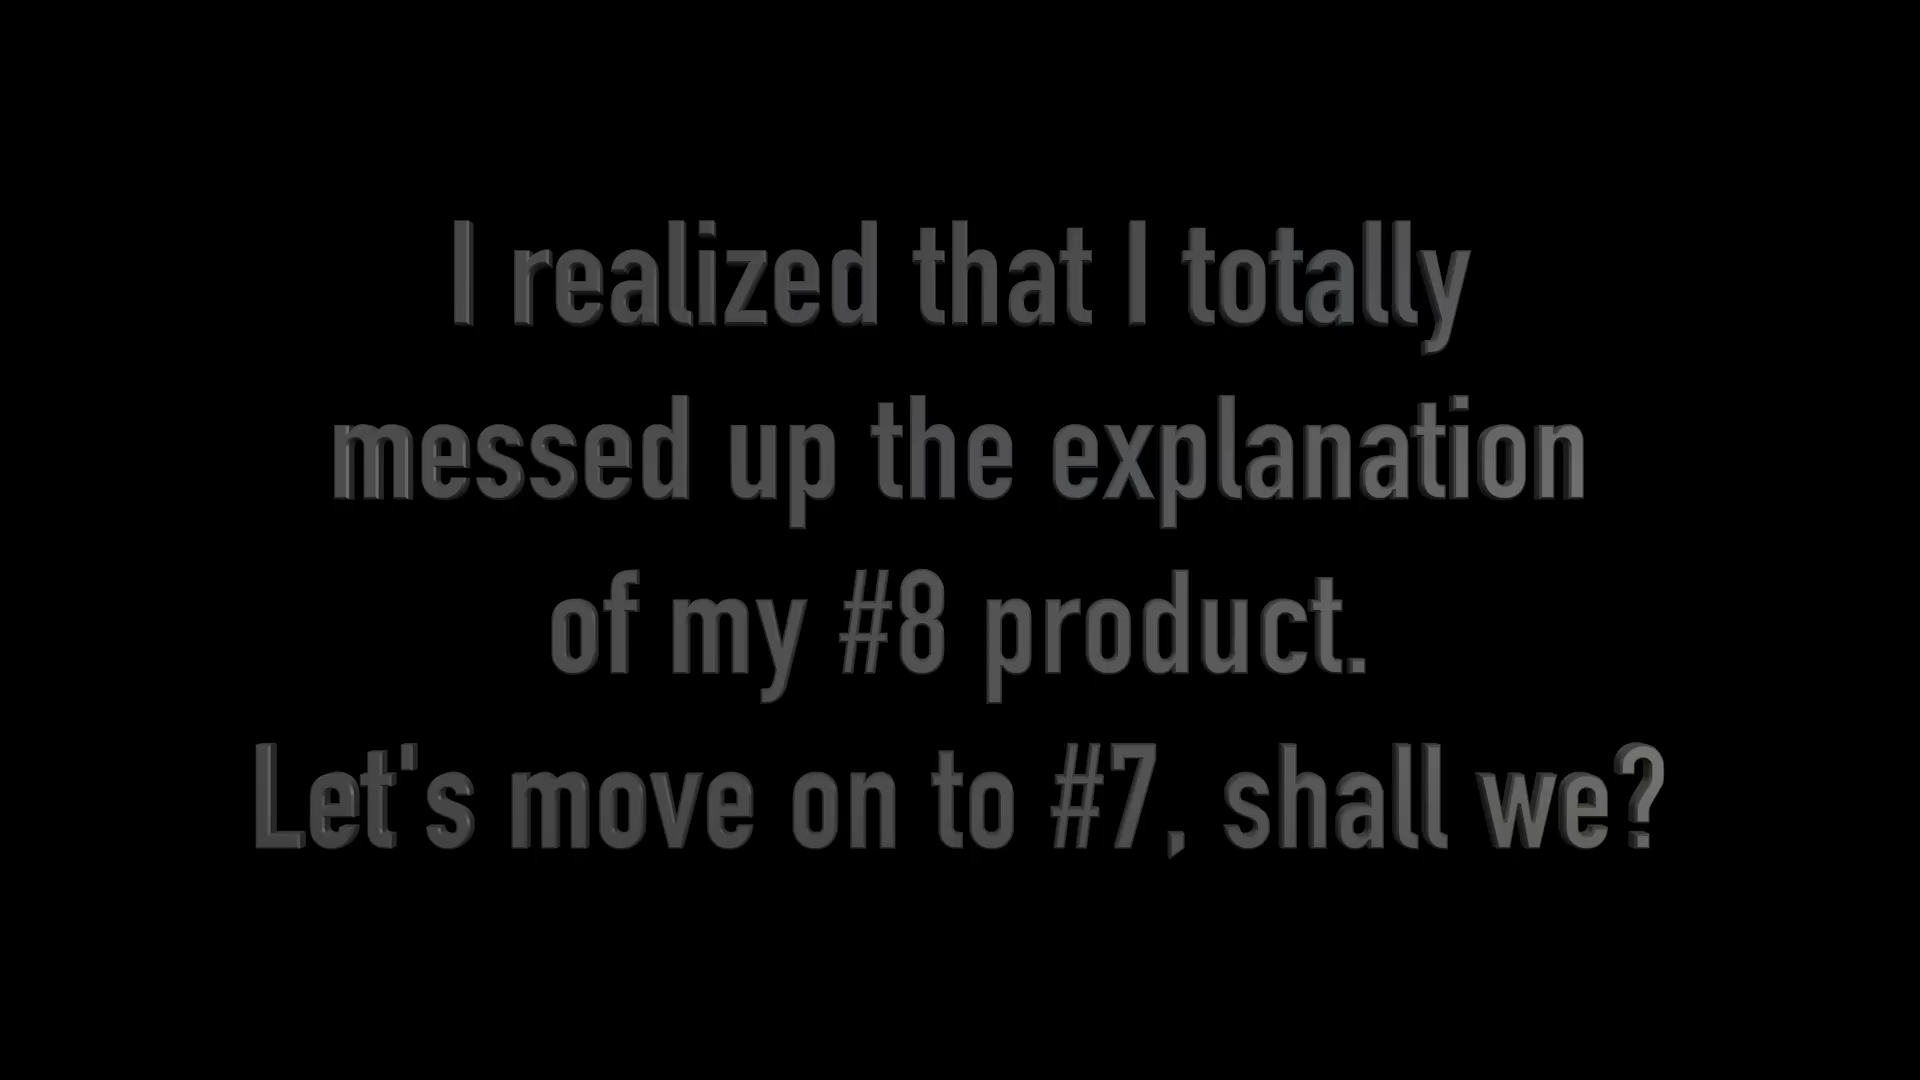 I realized that I totally
messed up the explanation
of my #8 product.
Let's move on to #7, shall we?